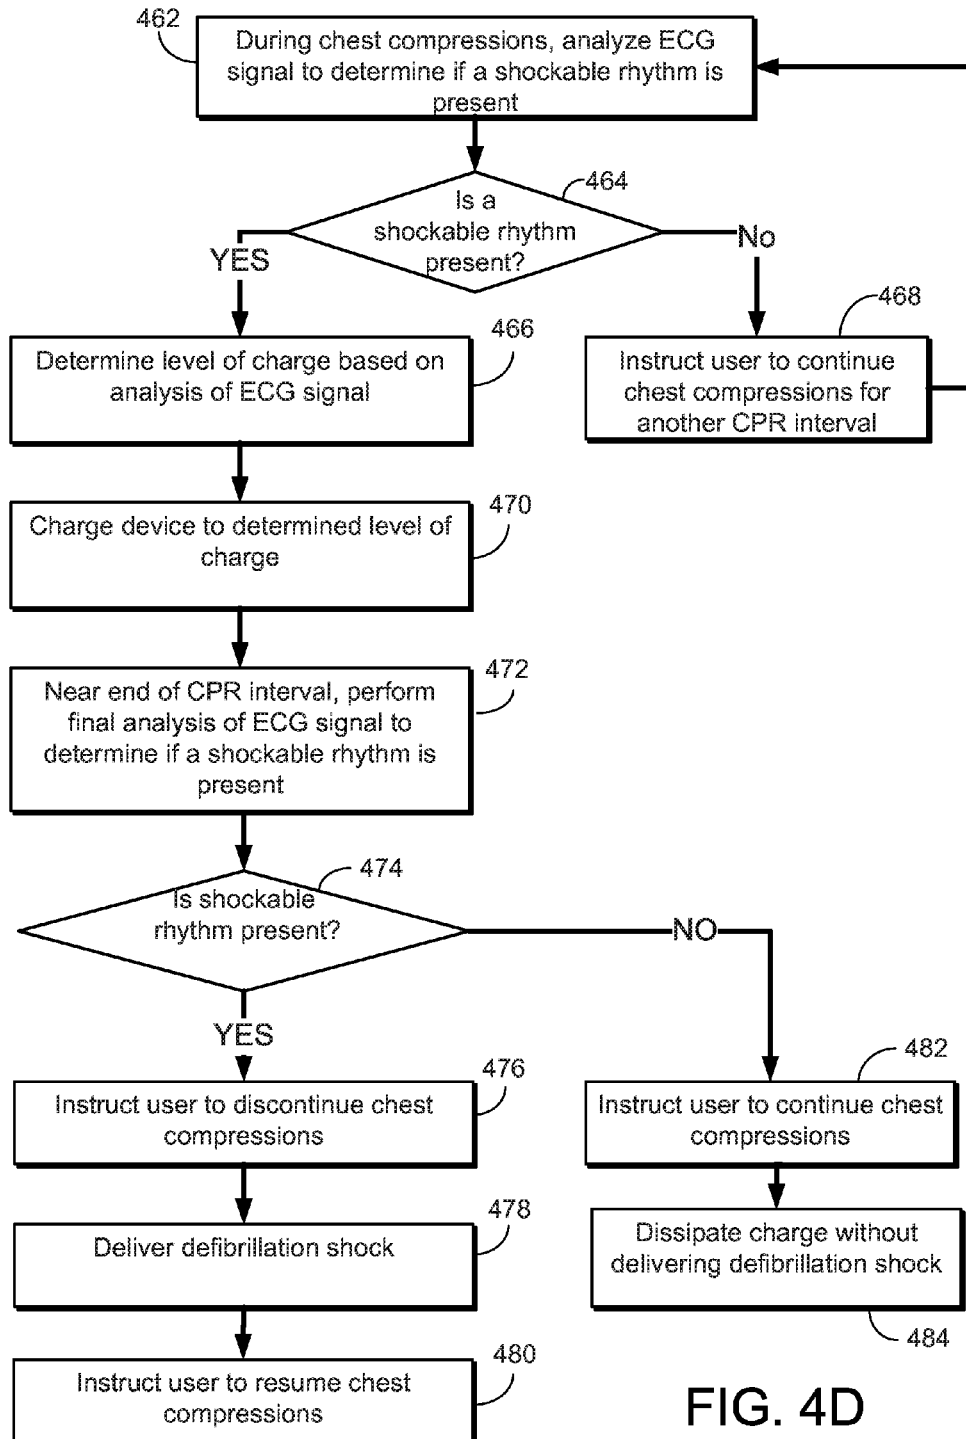 462
During chest compressions, analyze ECG
signal to determine if a shockable rhythm is
present
464
Is a
shockable rhythm
present?
YES
No
466
Determine level of charge based on
analysis of ECG signal
468
Instruct user to continue
chest compressions for
another CPR interval
470
Charge device to determined level of
charge
472
Near end of CPR interval, perform
final analysis of ECG signal to
determine if a shockable rhythm is
present
474
Is shockable
rhythm present?
NO
YES
476
Instruct user to discontinue chest
compressions
482
Instruct user to continue chest
compressions
478
Deliver defibrillation shock
Dissipate charge without
delivering defibrillation shock
484
480
Instruct user to resume chest
compressions
FIG. 4D